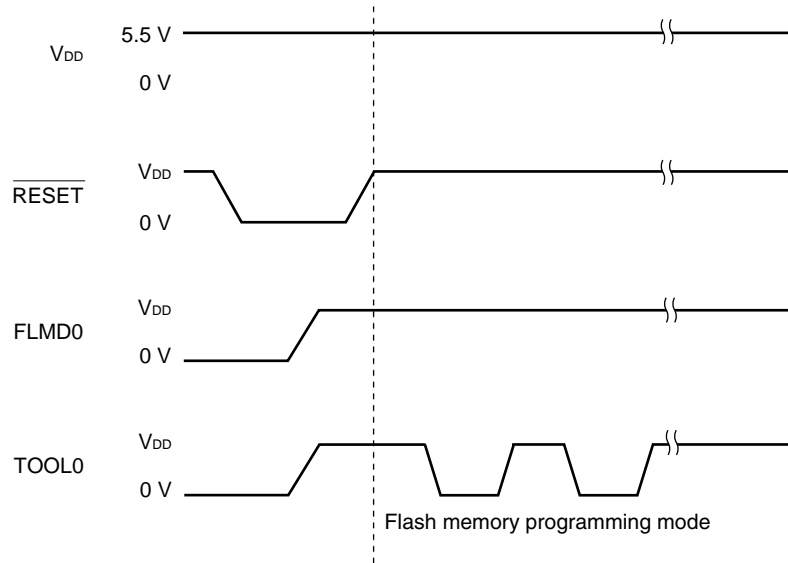 5.5 V
VDD
0 V
VDD
RESET
0 V
VDD
FLMD0
0 V
VDD
TOOL0
0 V
Flash memory programming mode